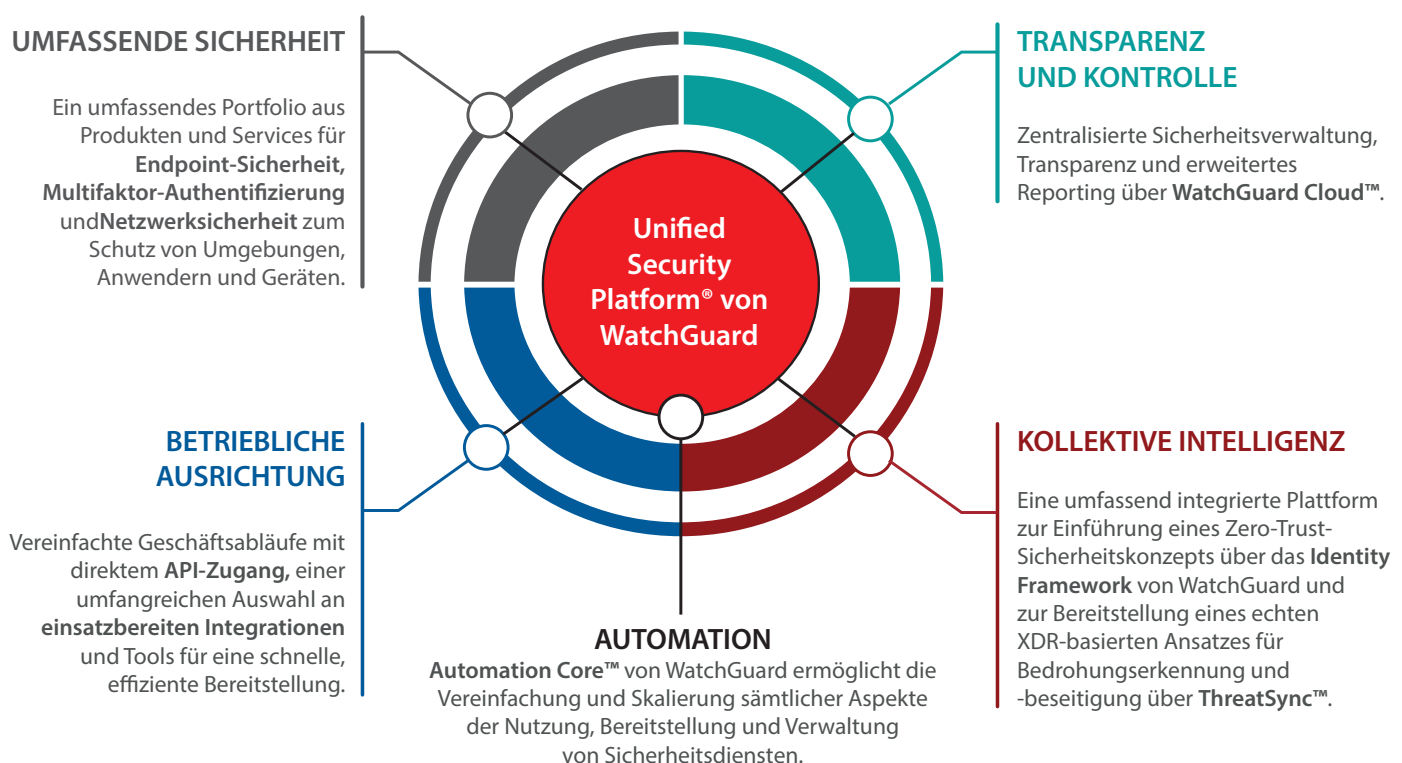 UMFASSENDE SICHERHEIT
Ein umfassendes Portfolio aus
Produkten und Services für
Endpoint-Sicherheit,
Multifaktor-Authentifizierung
undNetzwerksicherheit zum
Schutz von Umgebungen,
Anwendern und Geräten.
TRANSPARENZ
UND KONTROLLE
Zentralisierte Sicherheitsverwaltung,
Transparenz und erweitertes
Reporting über WatchGuard Cloud™.
Unified
Security
Platform® von
WatchGuard
BETRIEBLICHE
AUSRICHTUNG
Vereinfachte Geschäftsabläufe mit
direktem API-Zugang, einer
umfangreichen Auswahl an
einsatzbereiten Integrationen
und Tools für eine schnelle,
effiziente Bereitstellung.
KOLLEKTIVE INTELLIGENZ
Eine umfassend integrierte Plattform
zur Einführung eines Zero-Trust-
Sicherheitskonzepts über das Identity
Framework von WatchGuard und
zur Bereitstellung eines echten
XDR-basierten Ansatzes für
Bedrohungserkennung und
-beseitigung über ThreatSync™.
AUTOMATION
Automation Core™ von WatchGuard ermöglicht die
Vereinfachung und Skalierung sämtlicher Aspekte
der Nutzung, Bereitstellung und Verwaltung
von Sicherheitsdiensten.